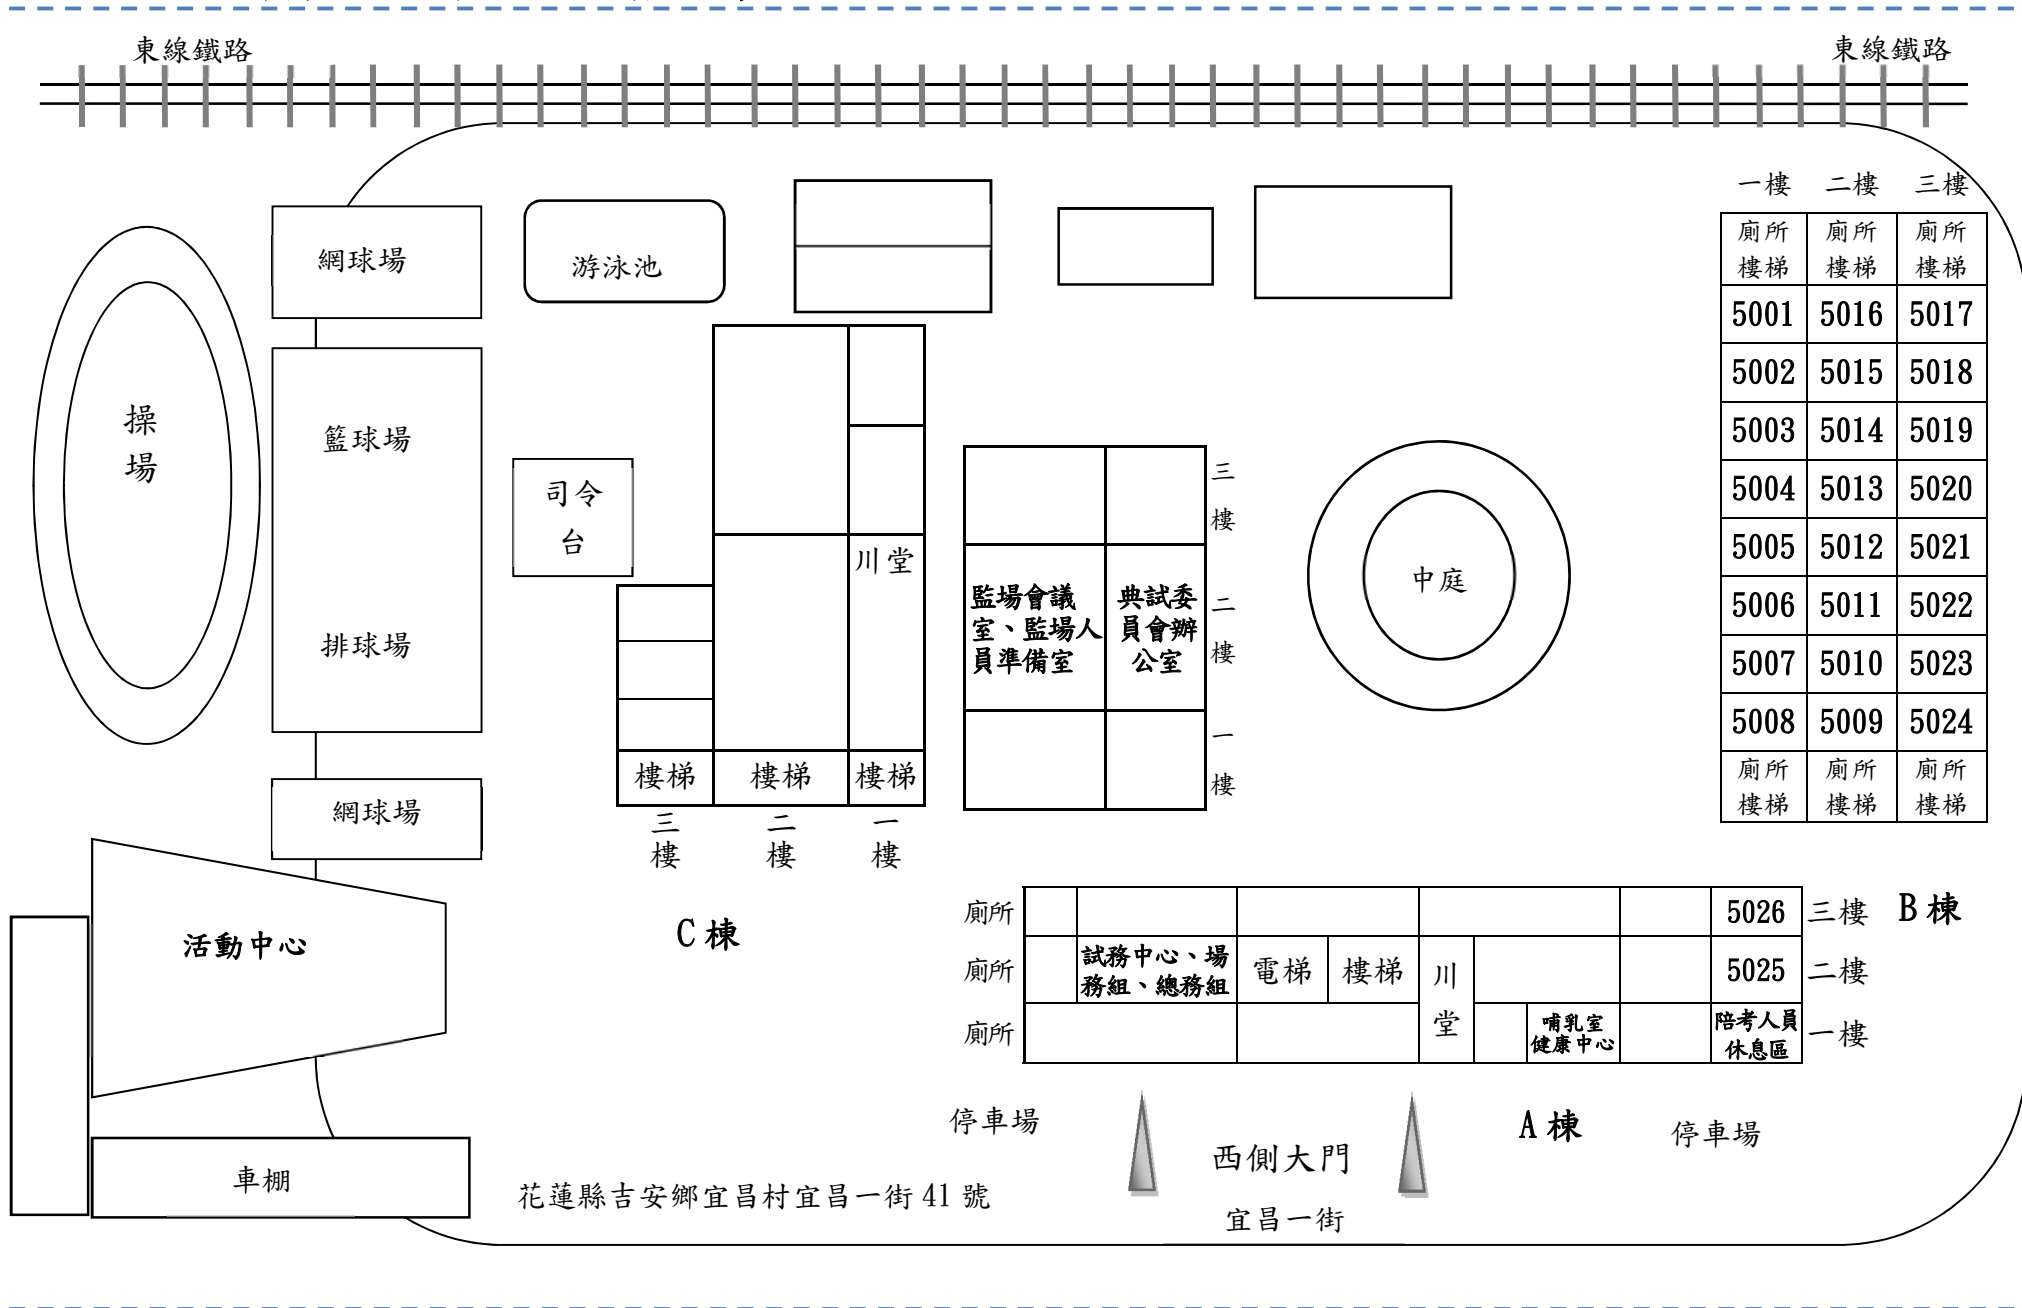 東線鐵路 東線鐵路
一樓 二樓 三樓
廁所 廁所 廁所
樓梯 樓梯 樓梯
5001 5016 5017
5002 5015 5018
5003 5014 5019
5004 5013 5020
5005 5012 5021
5006 5011 5022
5007 5010 5023
5008 5009 5024
廁所 廁所 廁所
樓梯 樓梯 樓梯
網球場
游泳池
操
場
籃球場
排球場
網球場
司令
台
川堂
樓梯 樓梯 樓梯
三 二 一
樓 樓 樓
C 棟
三
樓
監場會議
室、監場人
員準備室
典試委
員會辦
公室
二
樓
一
樓
中庭
活動中心
車棚
廁所 5026 三樓
B 棟
廁所
試務中心、場
務組、總務組
電梯 樓梯
川
堂
5025 二樓
廁所
哺乳室
健康中心
陪考人員
休息區
一樓
停車場
西側大門
A 棟
停車場
花蓮縣吉安鄉宜昌村宜昌一街 41 號
宜昌一街